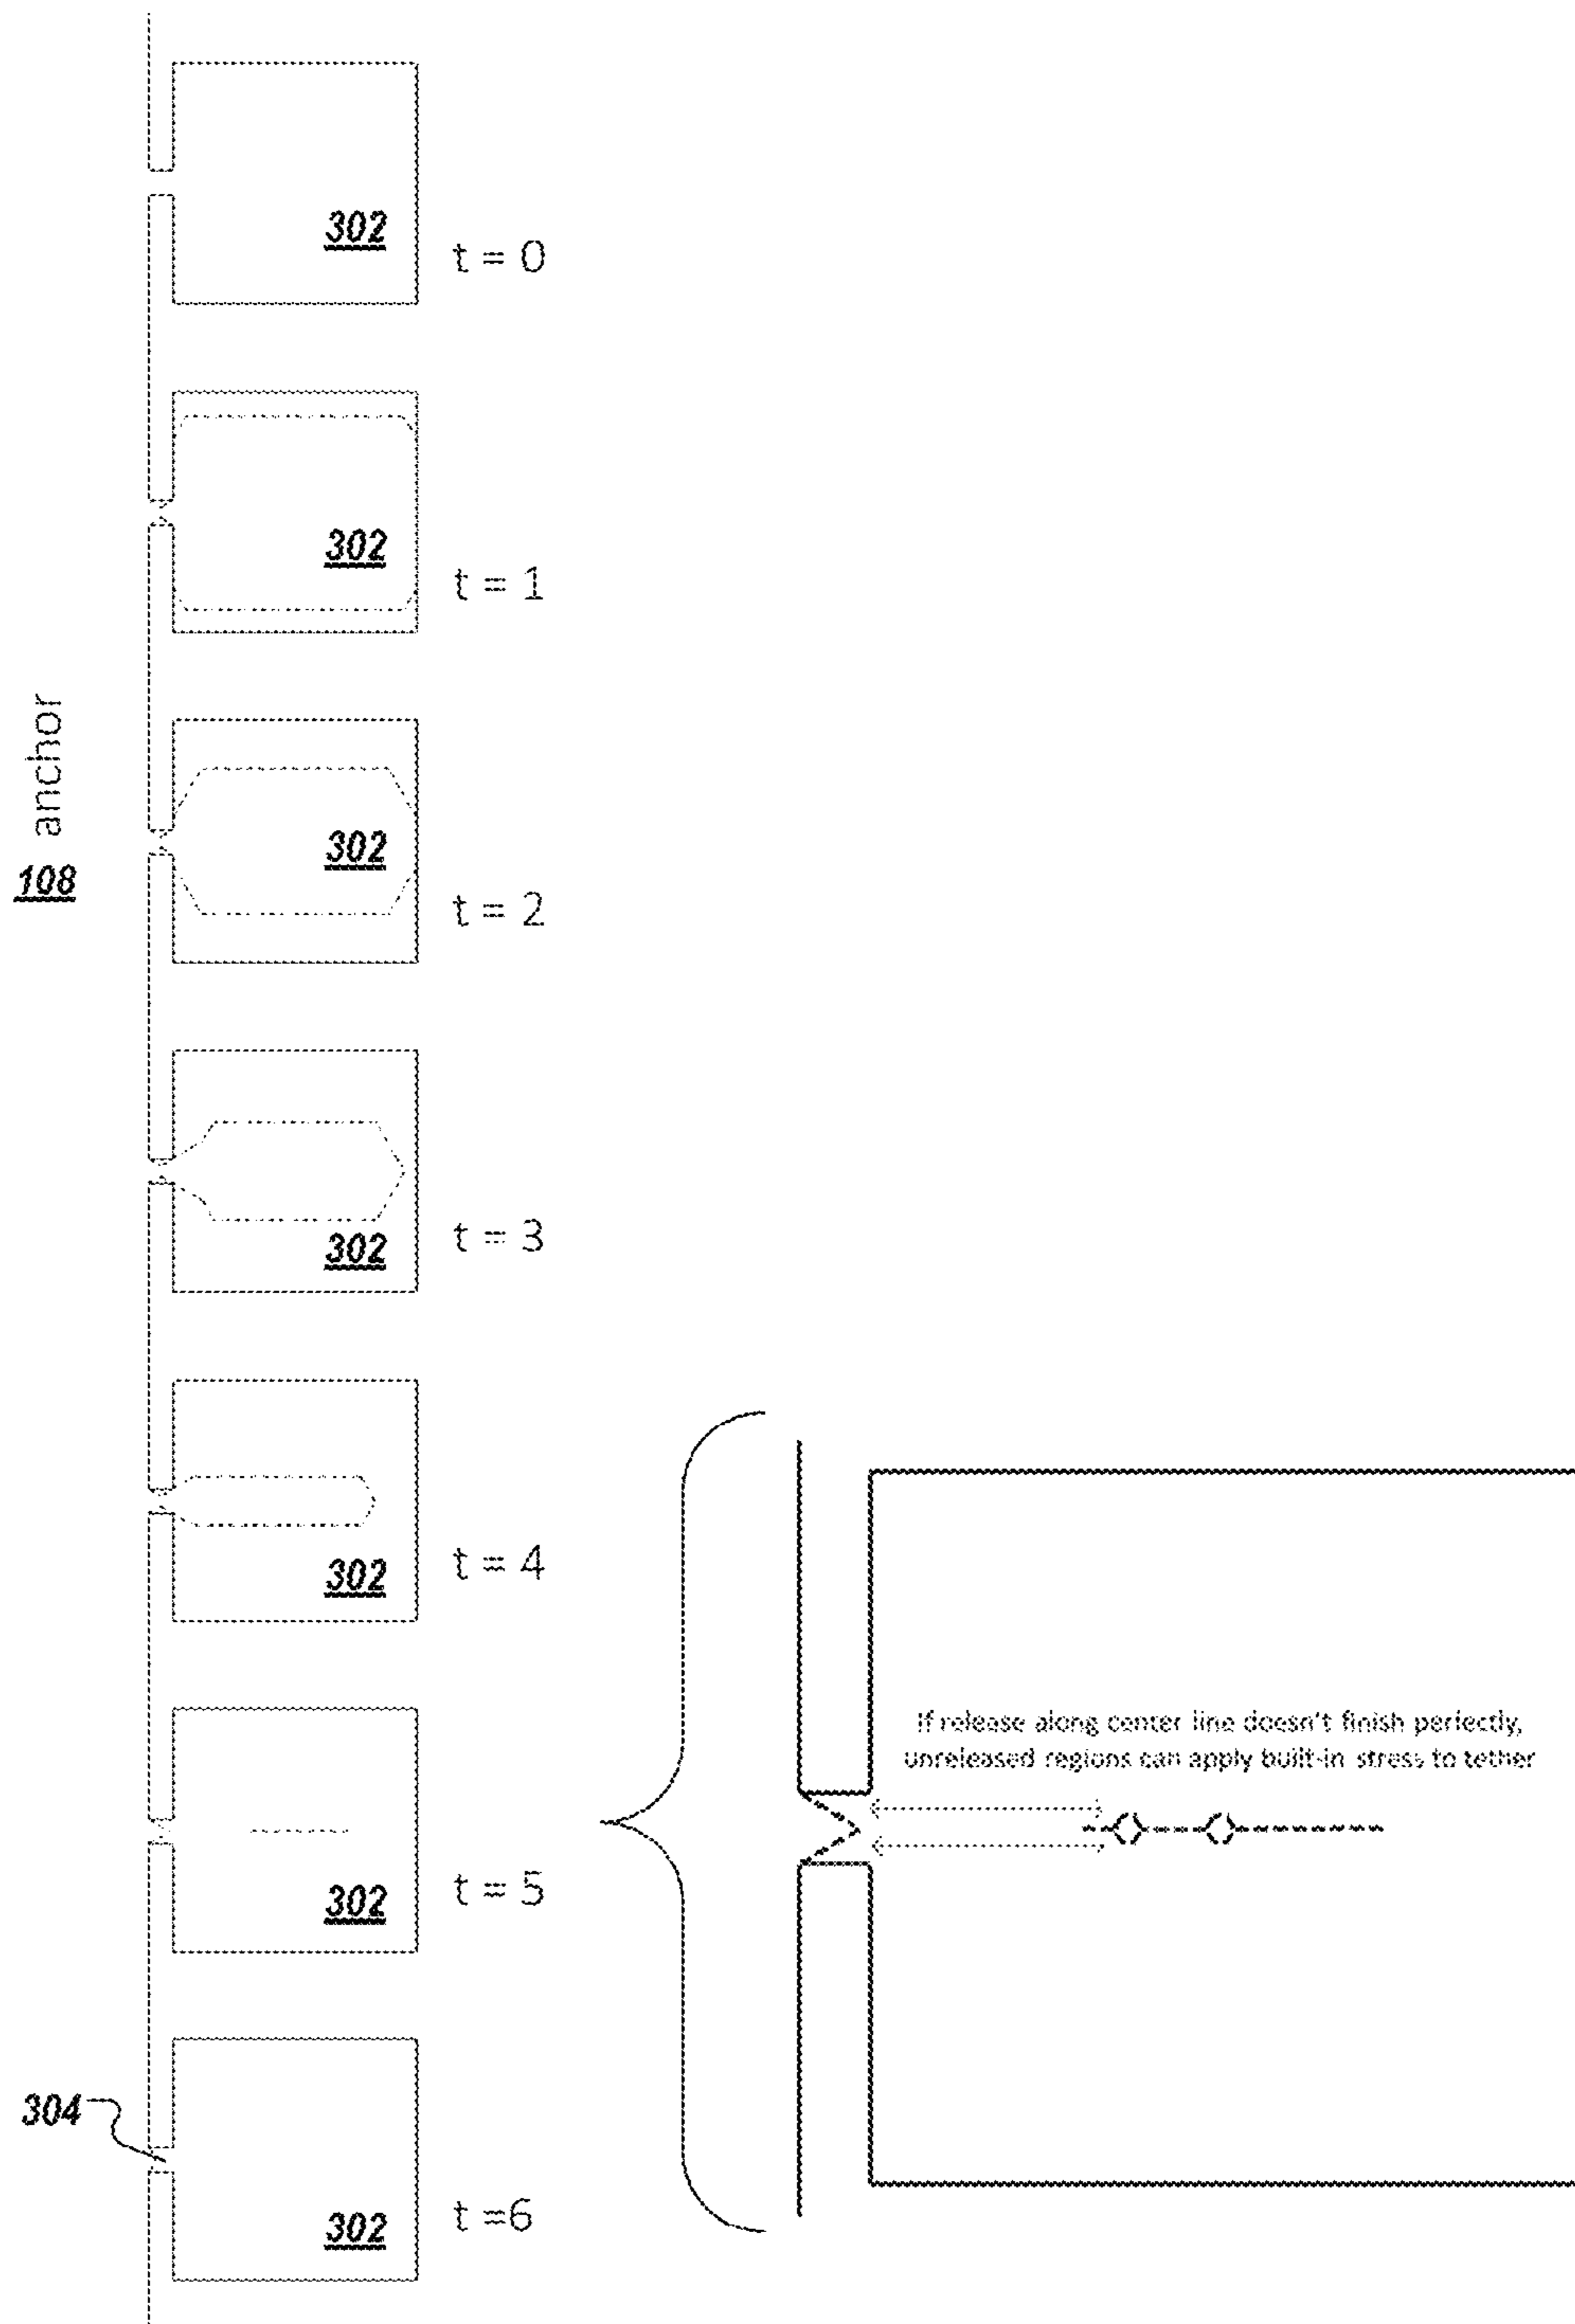 302
t = 0
302
t = 1
anchor
108
302
t = 2
302
t = 3
302
t = 4
302
t = 5
If release along center line doesn't finish perfectly,
unreleased regions can apply built-in stress to tether
304
302
t =6